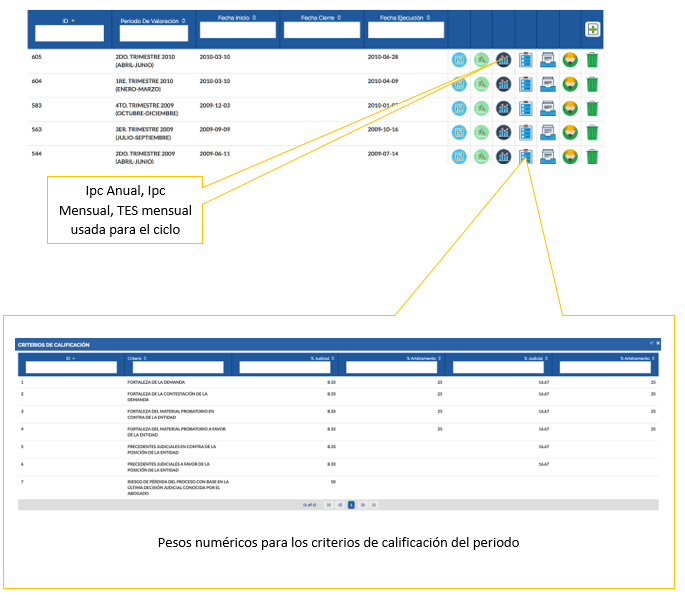 ID
Periodo De Valoración
Fecha Inicio
Fecha Cierre
Fecha Ejecución
605
2DO. TRIMESTRE 2010
(ABRIL-JUNIO)
2010-03-10
2010-06-28
604
1RE. TRIMESTRE 2010
(ENERO-MARZO)
2010-03-10
2010-04-09
583
4TO. TRIMESTRE 2009
(OCTUBRE-DICIEMBRE)
2009-12-03
563
3ER. TRIMESTRE 2009
(JULIO-SEPTIEMBRE)
2009-09-09
2009-10-16
544
2DO. TRIMESTRE 2009
(ABRIL-JUNIO)
2009-06-11
2009-07-14
Ipc Anual, Ipc
Mensual, TES mensual
usada para el ciclo
CRITERIOS DE CALIFICACIÓN
ID
Criterio
% Judicial
% Arbitramento
% Judicial
% Arbitramento
1
FORTALEZA DE LA DEMANDA
8.33
25
16.67
25
2
FORTALEZA DE LA CONTESTACIÓN DE LA
DEMANDA
8.33
25
16.67
25
3
FORTALEZA DEL MATERIAL PROBATORIO EN
CONTRA DE LA ENTIDAD
8.33
25
16.67
25
4
FORTALEZA DEL MATERIAL PROBATORIO A FAVOR
DE LA ENTIDAD
8.33
25
16.67
25
5
PRECEDENTES JUDICIALES EN CONTRA DE LA
POSICIÓN DE LA ENTIDAD
8.33
16.67
6
PRECEDENTES JUDICIALES A FAVOR DE LA
POSICIÓN DE LA ENTIDAD
8.33
16.67
7
RIESGO DE PÉRDIDA DEL PROCESO CON BASE EN LA
ÚLTIMA DECISIÓN JUDICIAL CONOCIDA POR EL
ABOGADO
50
1
Pesos numéricos para los criterios de calificación del periodo